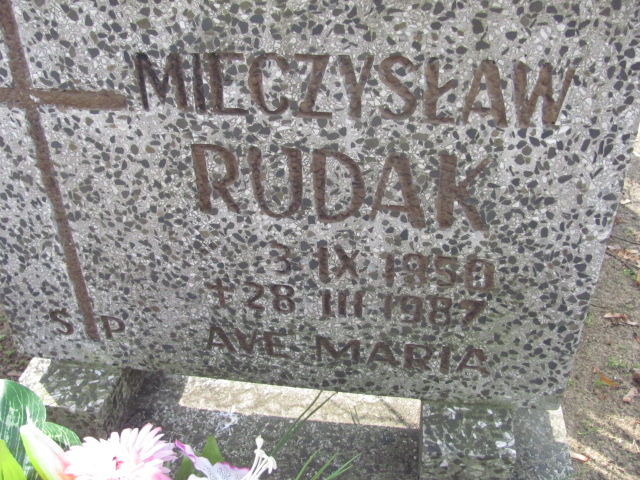 MIECZYSŁAW
RUDAK
3 IX 1950
+ 28 III 1987
Ś P
AVE MARIA